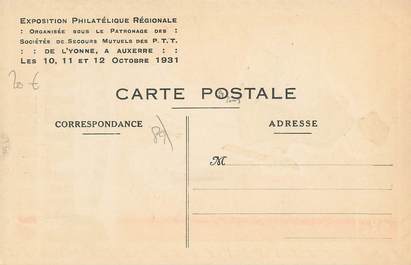 Exposition Philatélique Régionale
: Organisée sous le Patronage des :
Sociétés de Secours Mutuels des P.T.T.
: : de l'Yonne, a Auxerre : :
Les 10, 11 et 12 Octobre 1931
20 €
CARTE POSTALE
CORRESPONDANCE
ADRESSE
M